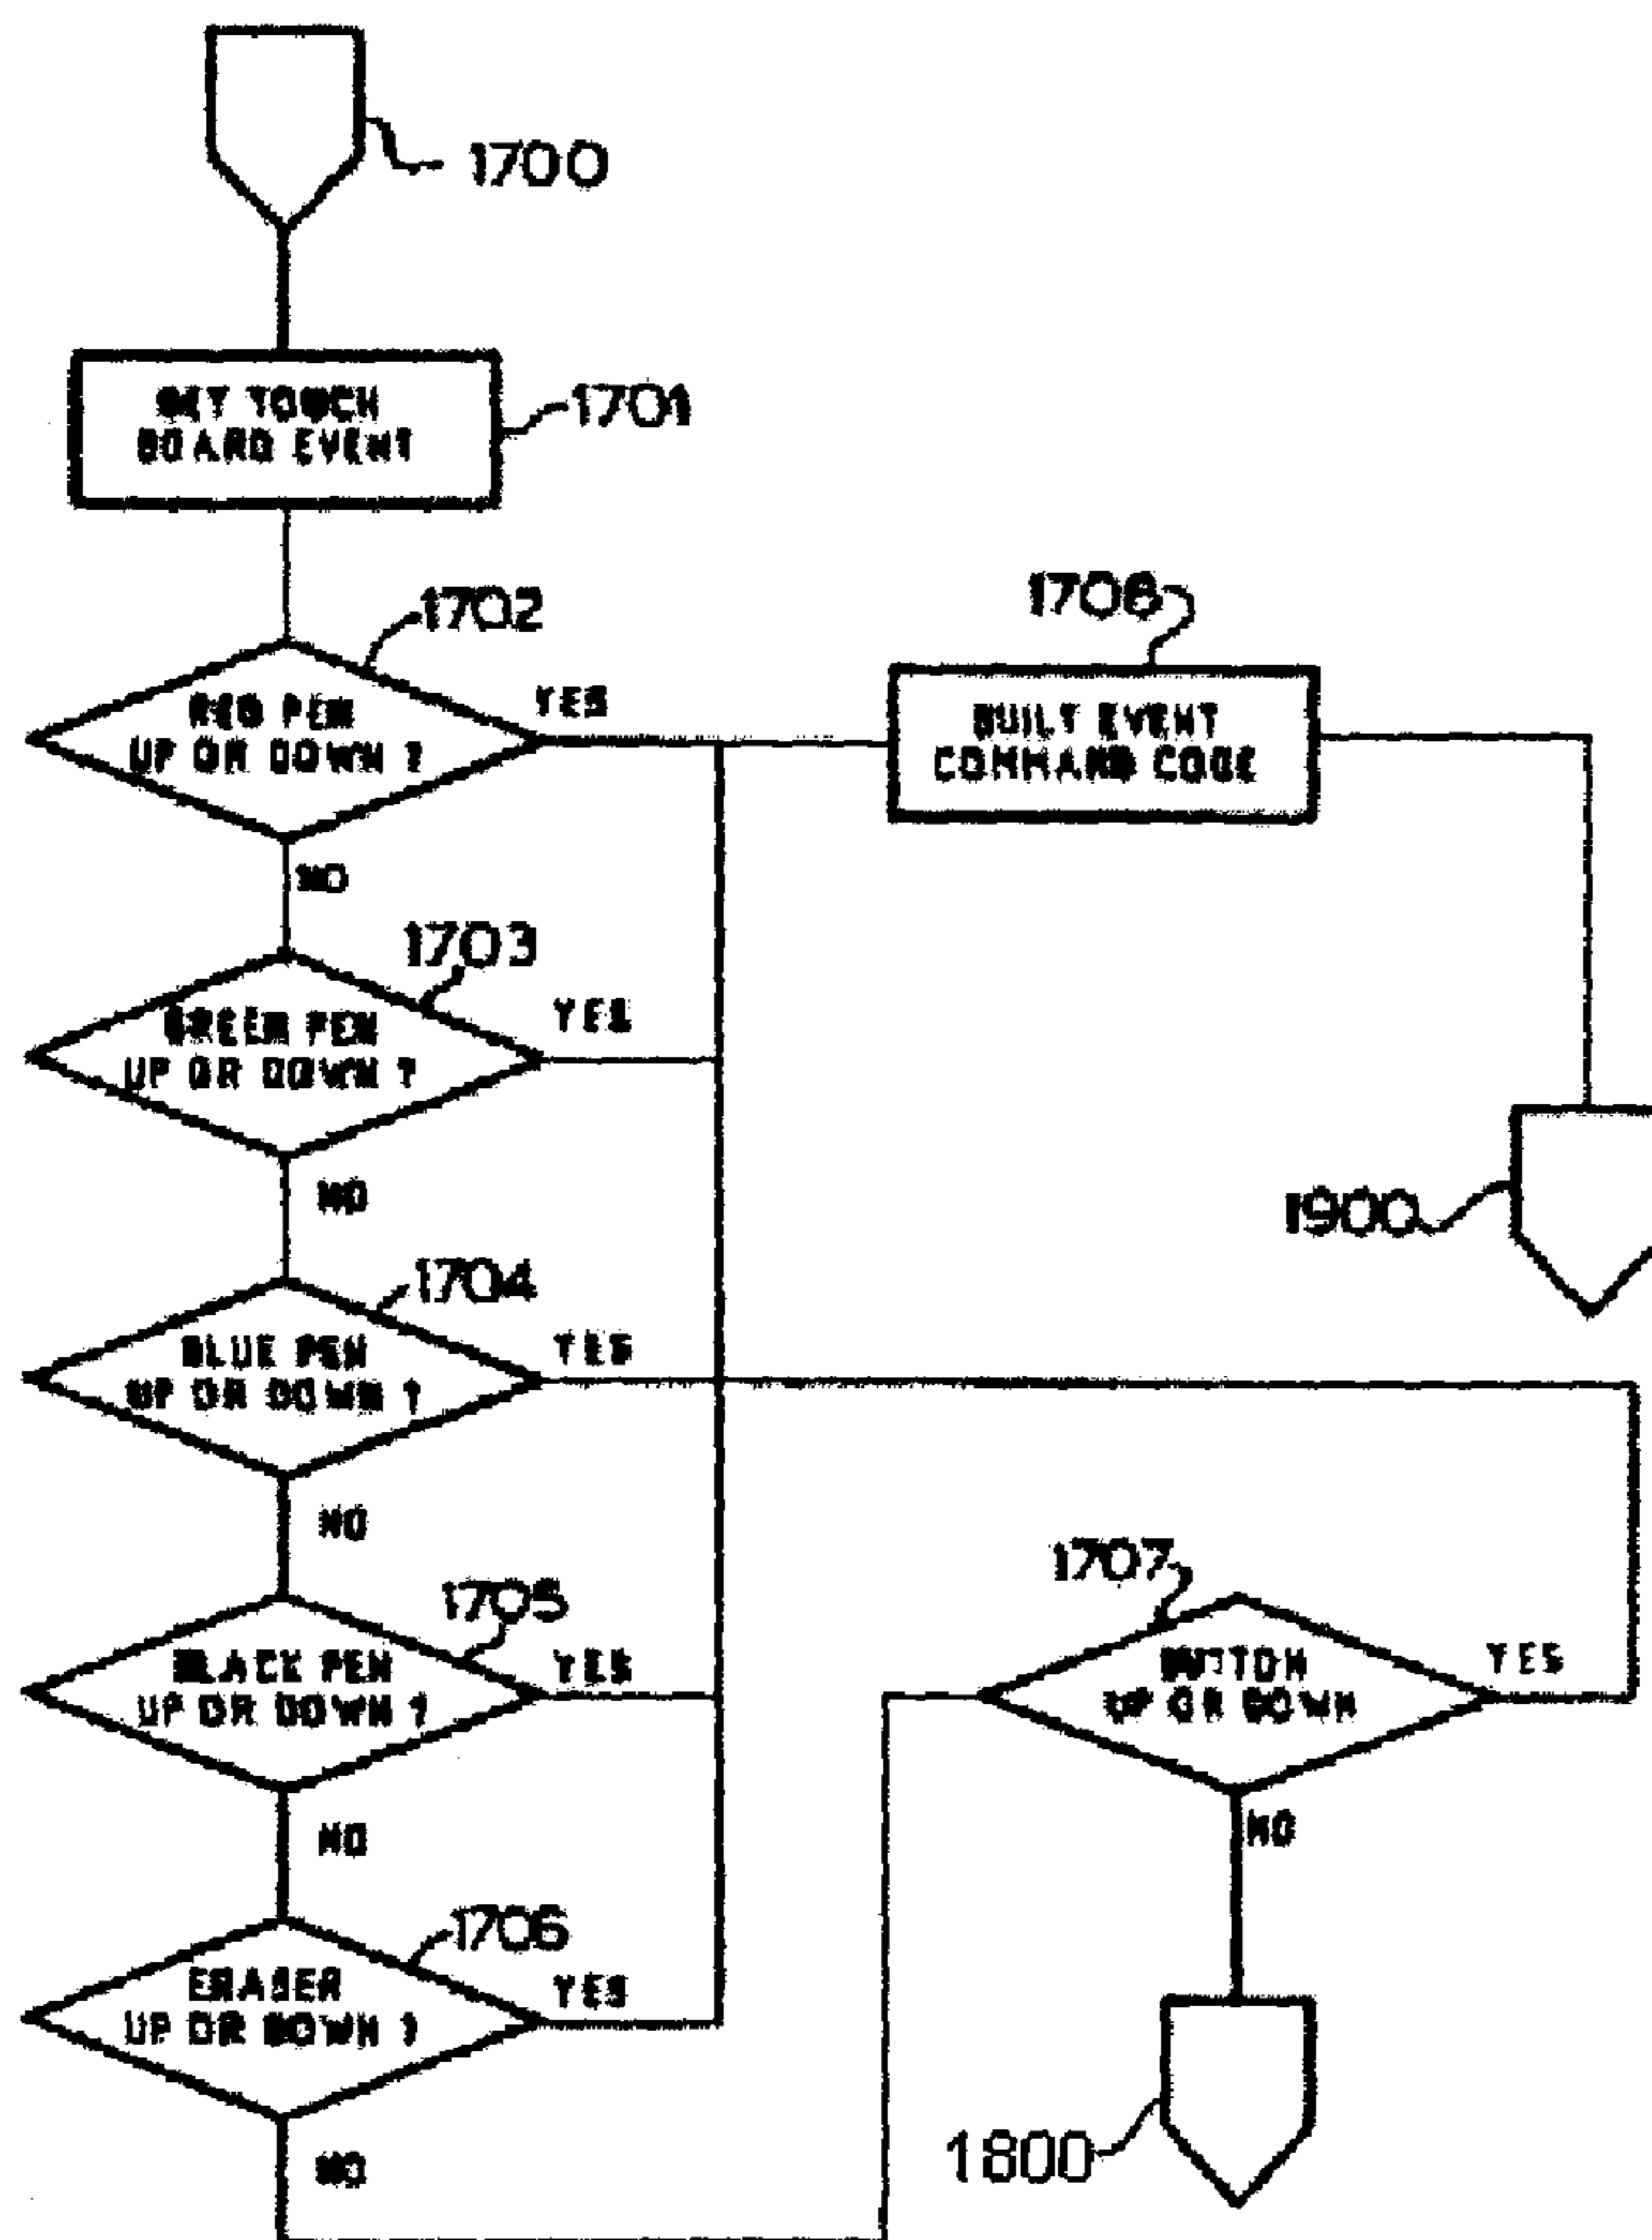 1700
GET TOUCH
BOARD EVENT
1701
1702
RED PEN
UP OR DOWN ?
YES
NO
1708
BUILT EVENT
COMMAND CODE
1703
GREEN PEN
UP OR DOWN ?
YES
NO
1900
1704
BLUE PEN
UP OR DOWN ?
YES
NO
1705
BLACK PEN
UP OR DOWN ?
YES
NO
1707
BUTTON
UP OR DOWN
YES
NO
1706
ERASER
UP OR DOWN ?
YES
NO
1800